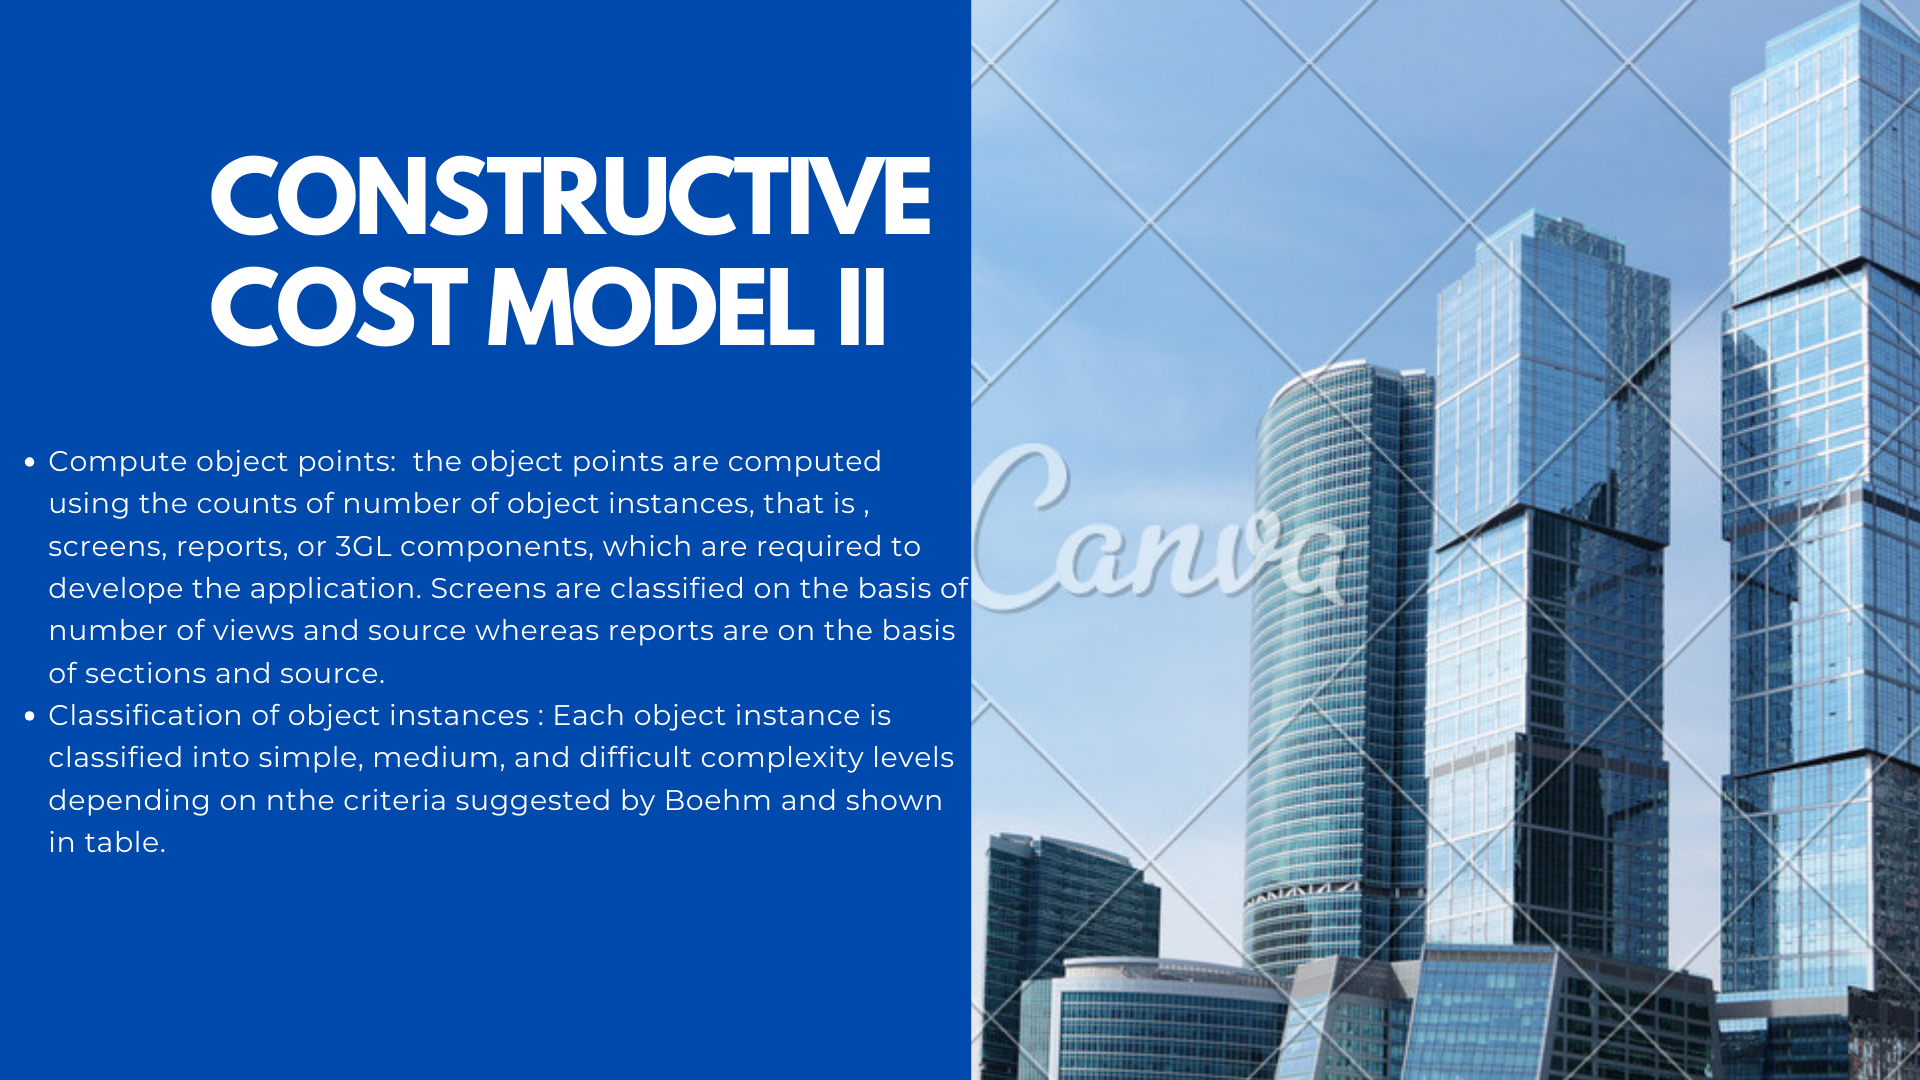 CONSTRUCTIVE
COST MODEL II
• Compute object points:  the object points are computed
using the counts of number of object instances, that is ,
screens, reports, or 3GL components, which are required to
develope the application. Screens are classified on the basis of
number of views and source whereas reports are on the basis
of sections and source.
• Classification of object instances : Each object instance is
classified into simple, medium, and difficult complexity levels
depending on nthe criteria suggested by Boehm and shown
in table.
Canva